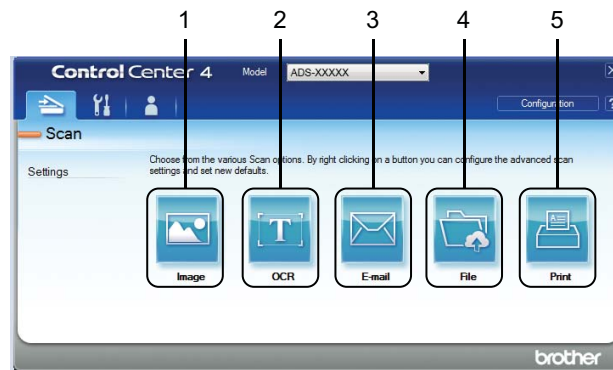 1 2 3 4 5
Control Center 4 Model ADS-XXXXX
Configuration ?
Scan
Settings
Choose from the various Scan options. By right clicking on a button you can configure the advanced scan
settings and set new defaults.
T
Image OCR E-mail File Print
brother